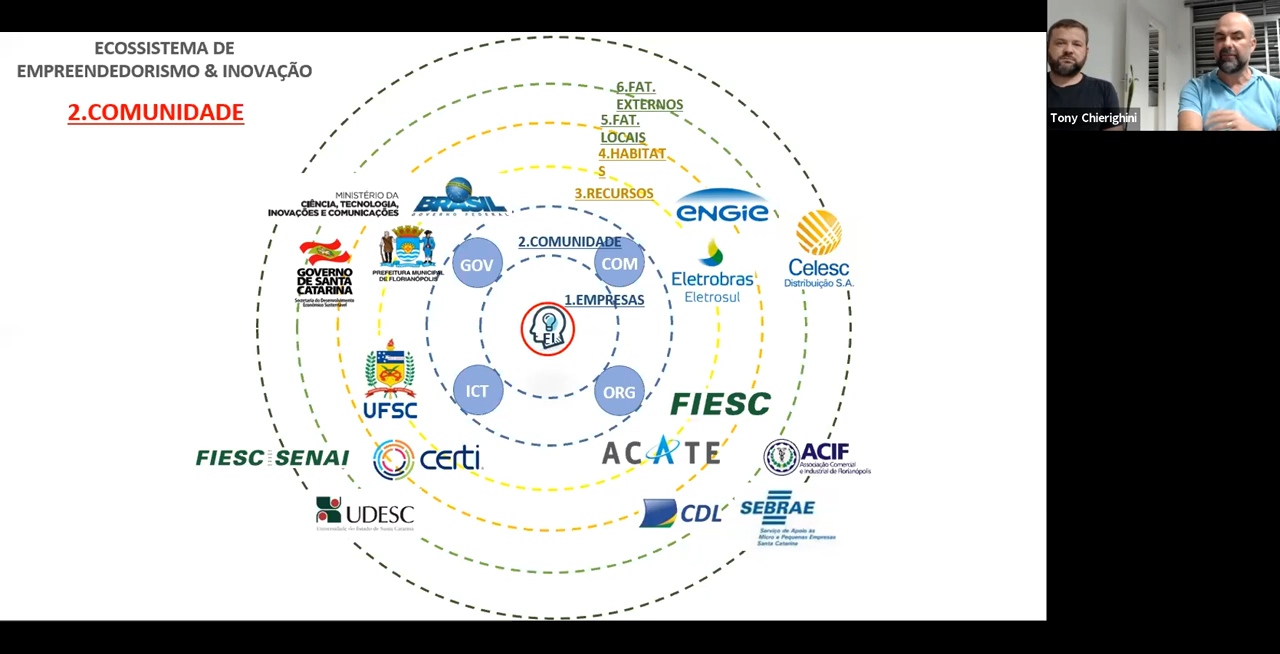 ECOSSISTEMA DE
EMPREENDEDORISMO & INOVAÇÃO
2.COMUNIDADE
6.FAT.
EXTERNOS
5.FAT.
LOCAIS
4.HABITAT
S
3.RECURSOS
2.COMUNIDADE
1.EMPRESAS
MINISTÉRIO DA
CIÊNCIA, TECNOLOGIA,
INOVAÇÕES E COMUNICAÇÕES
BRASIL
GOVERNO FEDERAL
GOVERNO
DE SANTA
CATARINA
Secretaria do Desenvolvimento
Econômico Sustentável
PREFEITURA MUNICIPAL
DE FLORIANÓPOLIS
GOV
COM
EI
ICT
ORG
ENGIE
Eletrobras
Eletrosul
Celesc
Distribuição S.A.
UFSC
FIESC SENAI
CERTI
UDESC
Universidade do Estado de Santa Catarina
FIESC
ACATE
ACIF
Associação Comercial
e Industrial de Florianópolis
CDL
SEBRAE
Serviço de Apoio às
Micro e Pequenas Empresas
Santa Catarina
Tony Chierighini